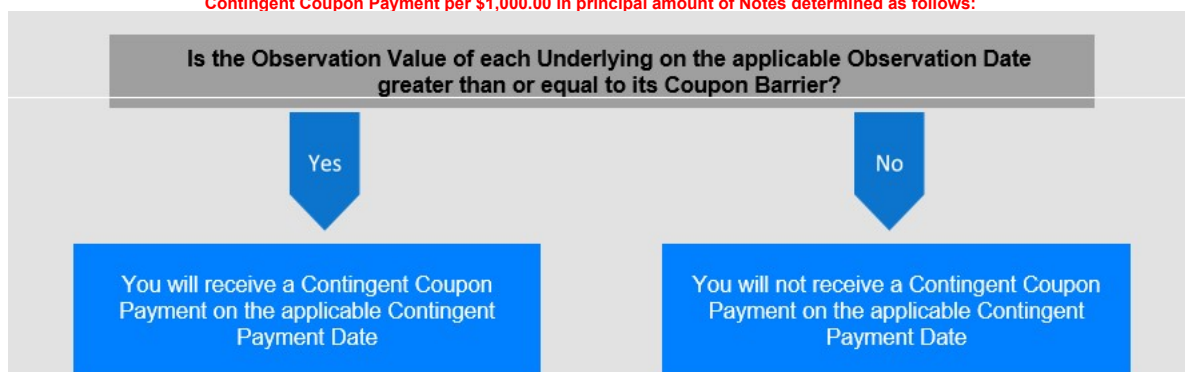 Contingent Coupon Payment per $1,000.00 in principal amount of Notes determined as follows:
Is the Observation Value of each Underlying on the applicable Observation Date
greater than or equal to its Coupon Barrier?
Yes
No
You will receive a Contingent Coupon
Payment on the applicable Contingent
Payment Date
You will not receive a Contingent Coupon
Payment on the applicable Contingent
Payment Date